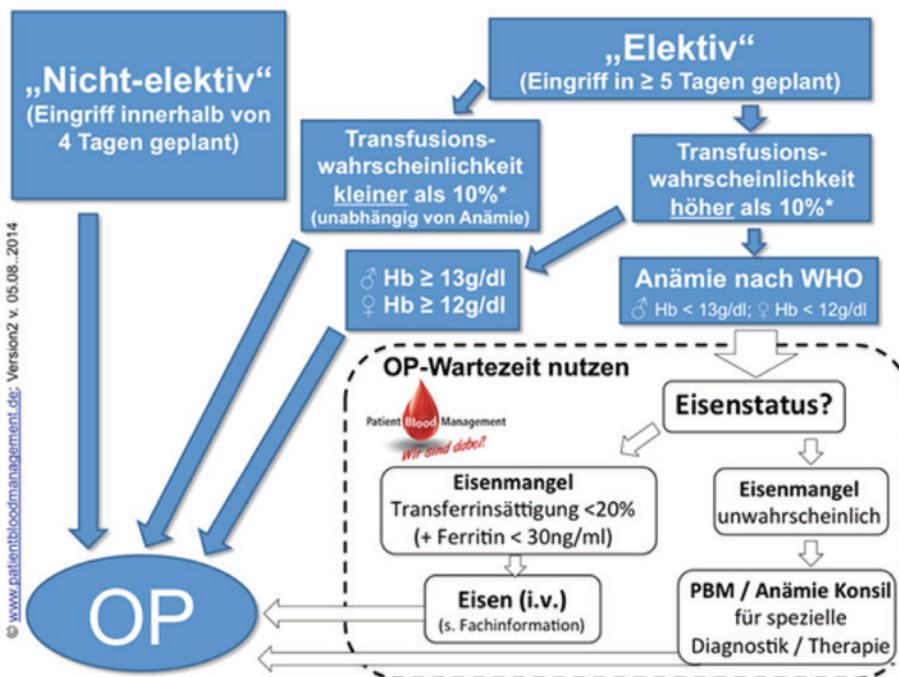 „Nicht-elektiv“
(Eingriff innerhalb von
4 Tagen geplant)
„Elektiv“
(Eingriff in ≥ 5 Tagen geplant)
Transfusions-
wahrscheinlichkeit
kleiner als 10%*
(unabhängig von Anämie)
Transfusions-
wahrscheinlichkeit
höher als 10%*
♂ Hb ≥ 13g/dl
♀ Hb ≥ 12g/dl
Anämie nach WHO
♂ Hb < 13g/dl; ♀ Hb < 12g/dl
OP-Wartezeit nutzen
Patient Blood Management
Wir sind dabei!
Eisenstatus?
Eisenmangel
Transferrinsättigung <20%
(+ Ferritin < 30ng/ml)
Eisenmangel
unwahrscheinlich
Eisen (i.v.)
(s. Fachinformation)
PBM / Anämie Konsil
für spezielle
Diagnostik / Therapie
OP
© www.patientbloodmanagement.de; Version2 v. 05.08..2014